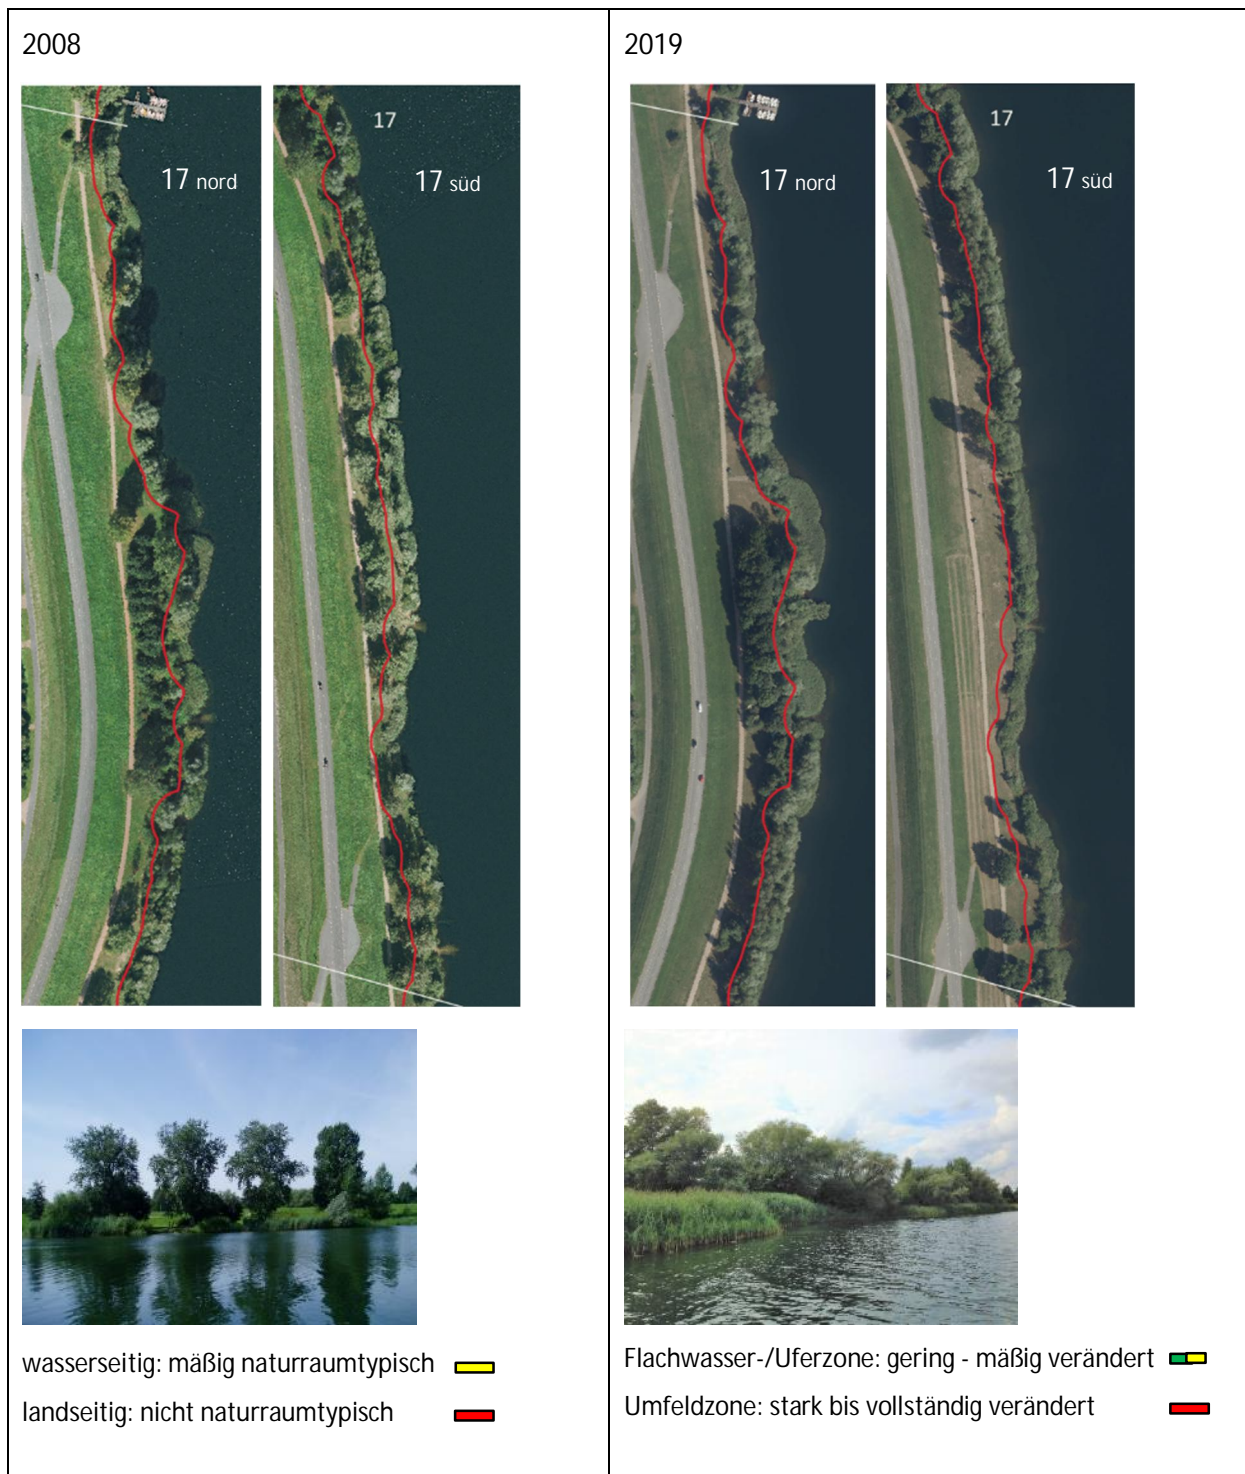 2008
17
17 nord
17 süd
wasserseitig: mäßig naturraumtypisch
landseitig: nicht naturraumtypisch
2019
17
17 nord
17 süd
Flachwasser-/Uferzone: gering - mäßig verändert
Umfeldzone: stark bis vollständig verändert